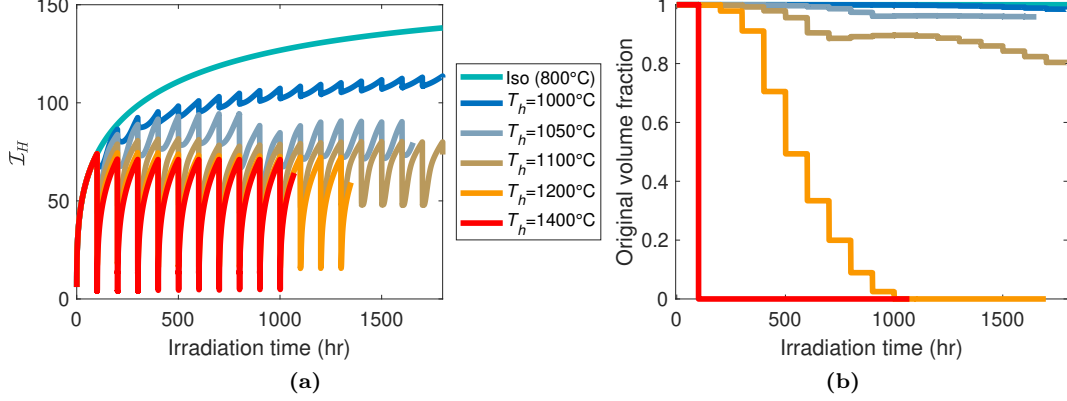 150
100
50
0
ℐ_H
0
500
1000
1500
Irradiation time (hr)
(a)
Iso (800°C)
T_h=1000°C
T_h=1050°C
T_h=1100°C
T_h=1200°C
T_h=1400°C
1
0.8
0.6
0.4
0.2
0
Original volume fraction
0
500
1000
1500
Irradiation time (hr)
(b)